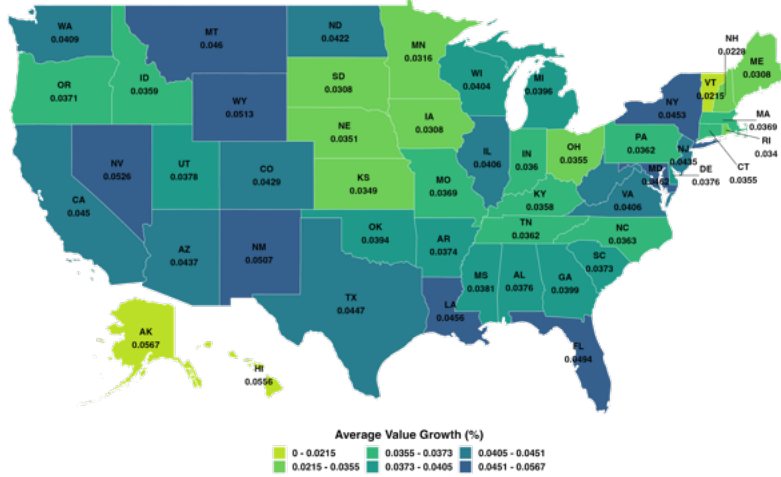 WA
0.0409
MT
0.046
ND
0.0422
MN
0.0316
NH
0.0228
ME
0.0308
OR
0.0371
ID
0.0359
WY
0.0513
SD
0.0308
WI
0.0404
MI
0.0396
VT
0.0215
NY
0.0453
MA
0.0369
RI
0.034
CT
0.0355
NV
0.0526
UT
0.0378
CO
0.0429
NE
0.0351
IA
0.0308
IL
0.0406
IN
0.036
OH
0.0355
PA
0.0362
NJ
0.0435
MD
0.0462
DE
0.0376
CA
0.045
KS
0.0349
MO
0.0369
KY
0.0358
VA
0.0406
AZ
0.0437
NM
0.0507
OK
0.0394
AR
0.0374
TN
0.0362
NC
0.0363
TX
0.0447
LA
0.0456
MS
0.0381
AL
0.0376
GA
0.0399
SC
0.0373
AK
0.0567
HI
0.0556
FL
0.0494
Average Value Growth (%)
0 - 0.0215
0.0355 - 0.0373
0.0405 - 0.0451
0.0215 - 0.0355
0.0373 - 0.0405
0.0451 - 0.0567